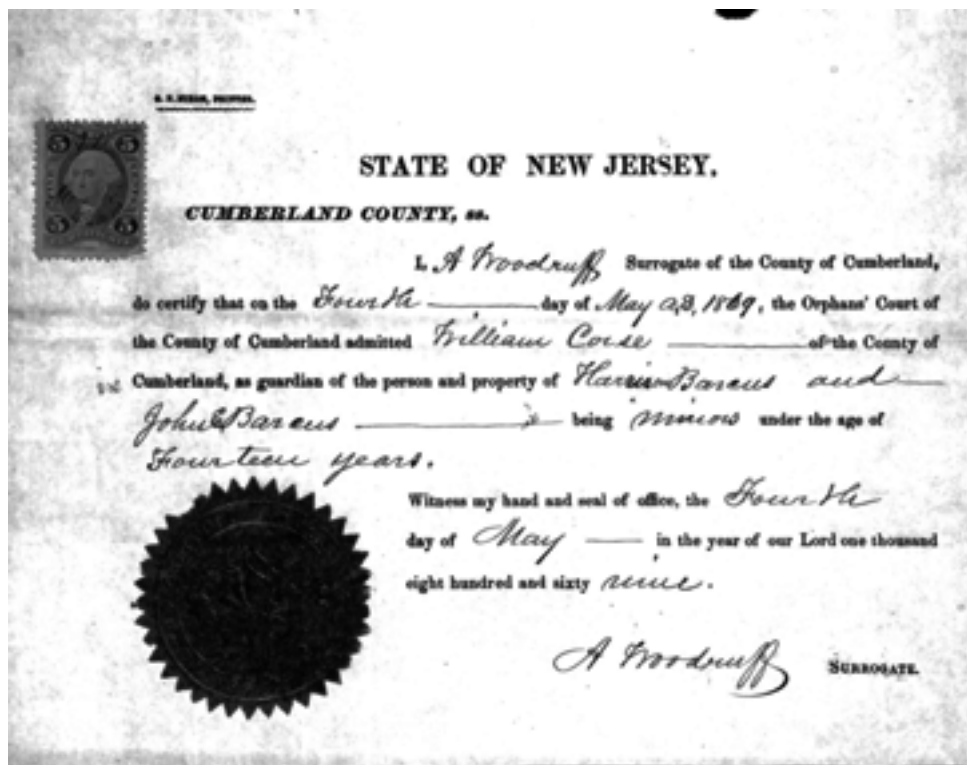 STATE OF NEW JERSEY.
CUMBERLAND COUNTY, ss.
I, A Woodruff Surrogate of the County of Cumberland,
do certify that on the Fourth day of May A.D. 1869, the Orphans' Court of
the County of Cumberland admitted William Corse of the County of
Cumberland, as guardian of the person and property of Harris Barcus and
John Barcus being minors under the age of
Fourteen years.
Witness my hand and seal of office, the Fourth
day of May in the year of our Lord one thousand
eight hundred and sixty nine.
A Woodruff SURROGATE.